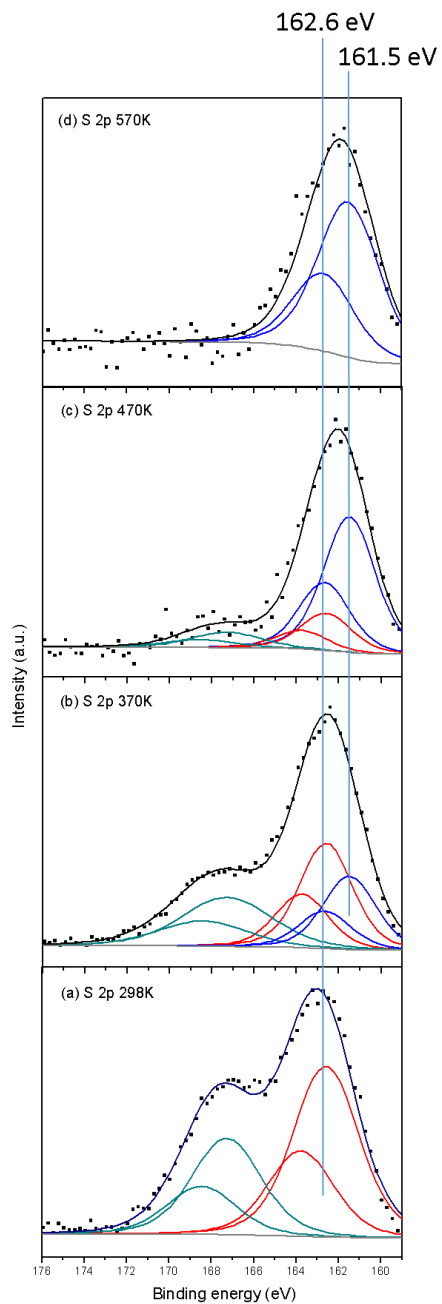 162.6 eV
161.5 eV
(d) S 2p 570K
(c) S 2p 470K
(b) S 2p 370K
(a) S 2p 298K
Intensity (a.u.)
176 174 172 170 168 166 164 162 160
Binding energy (eV)